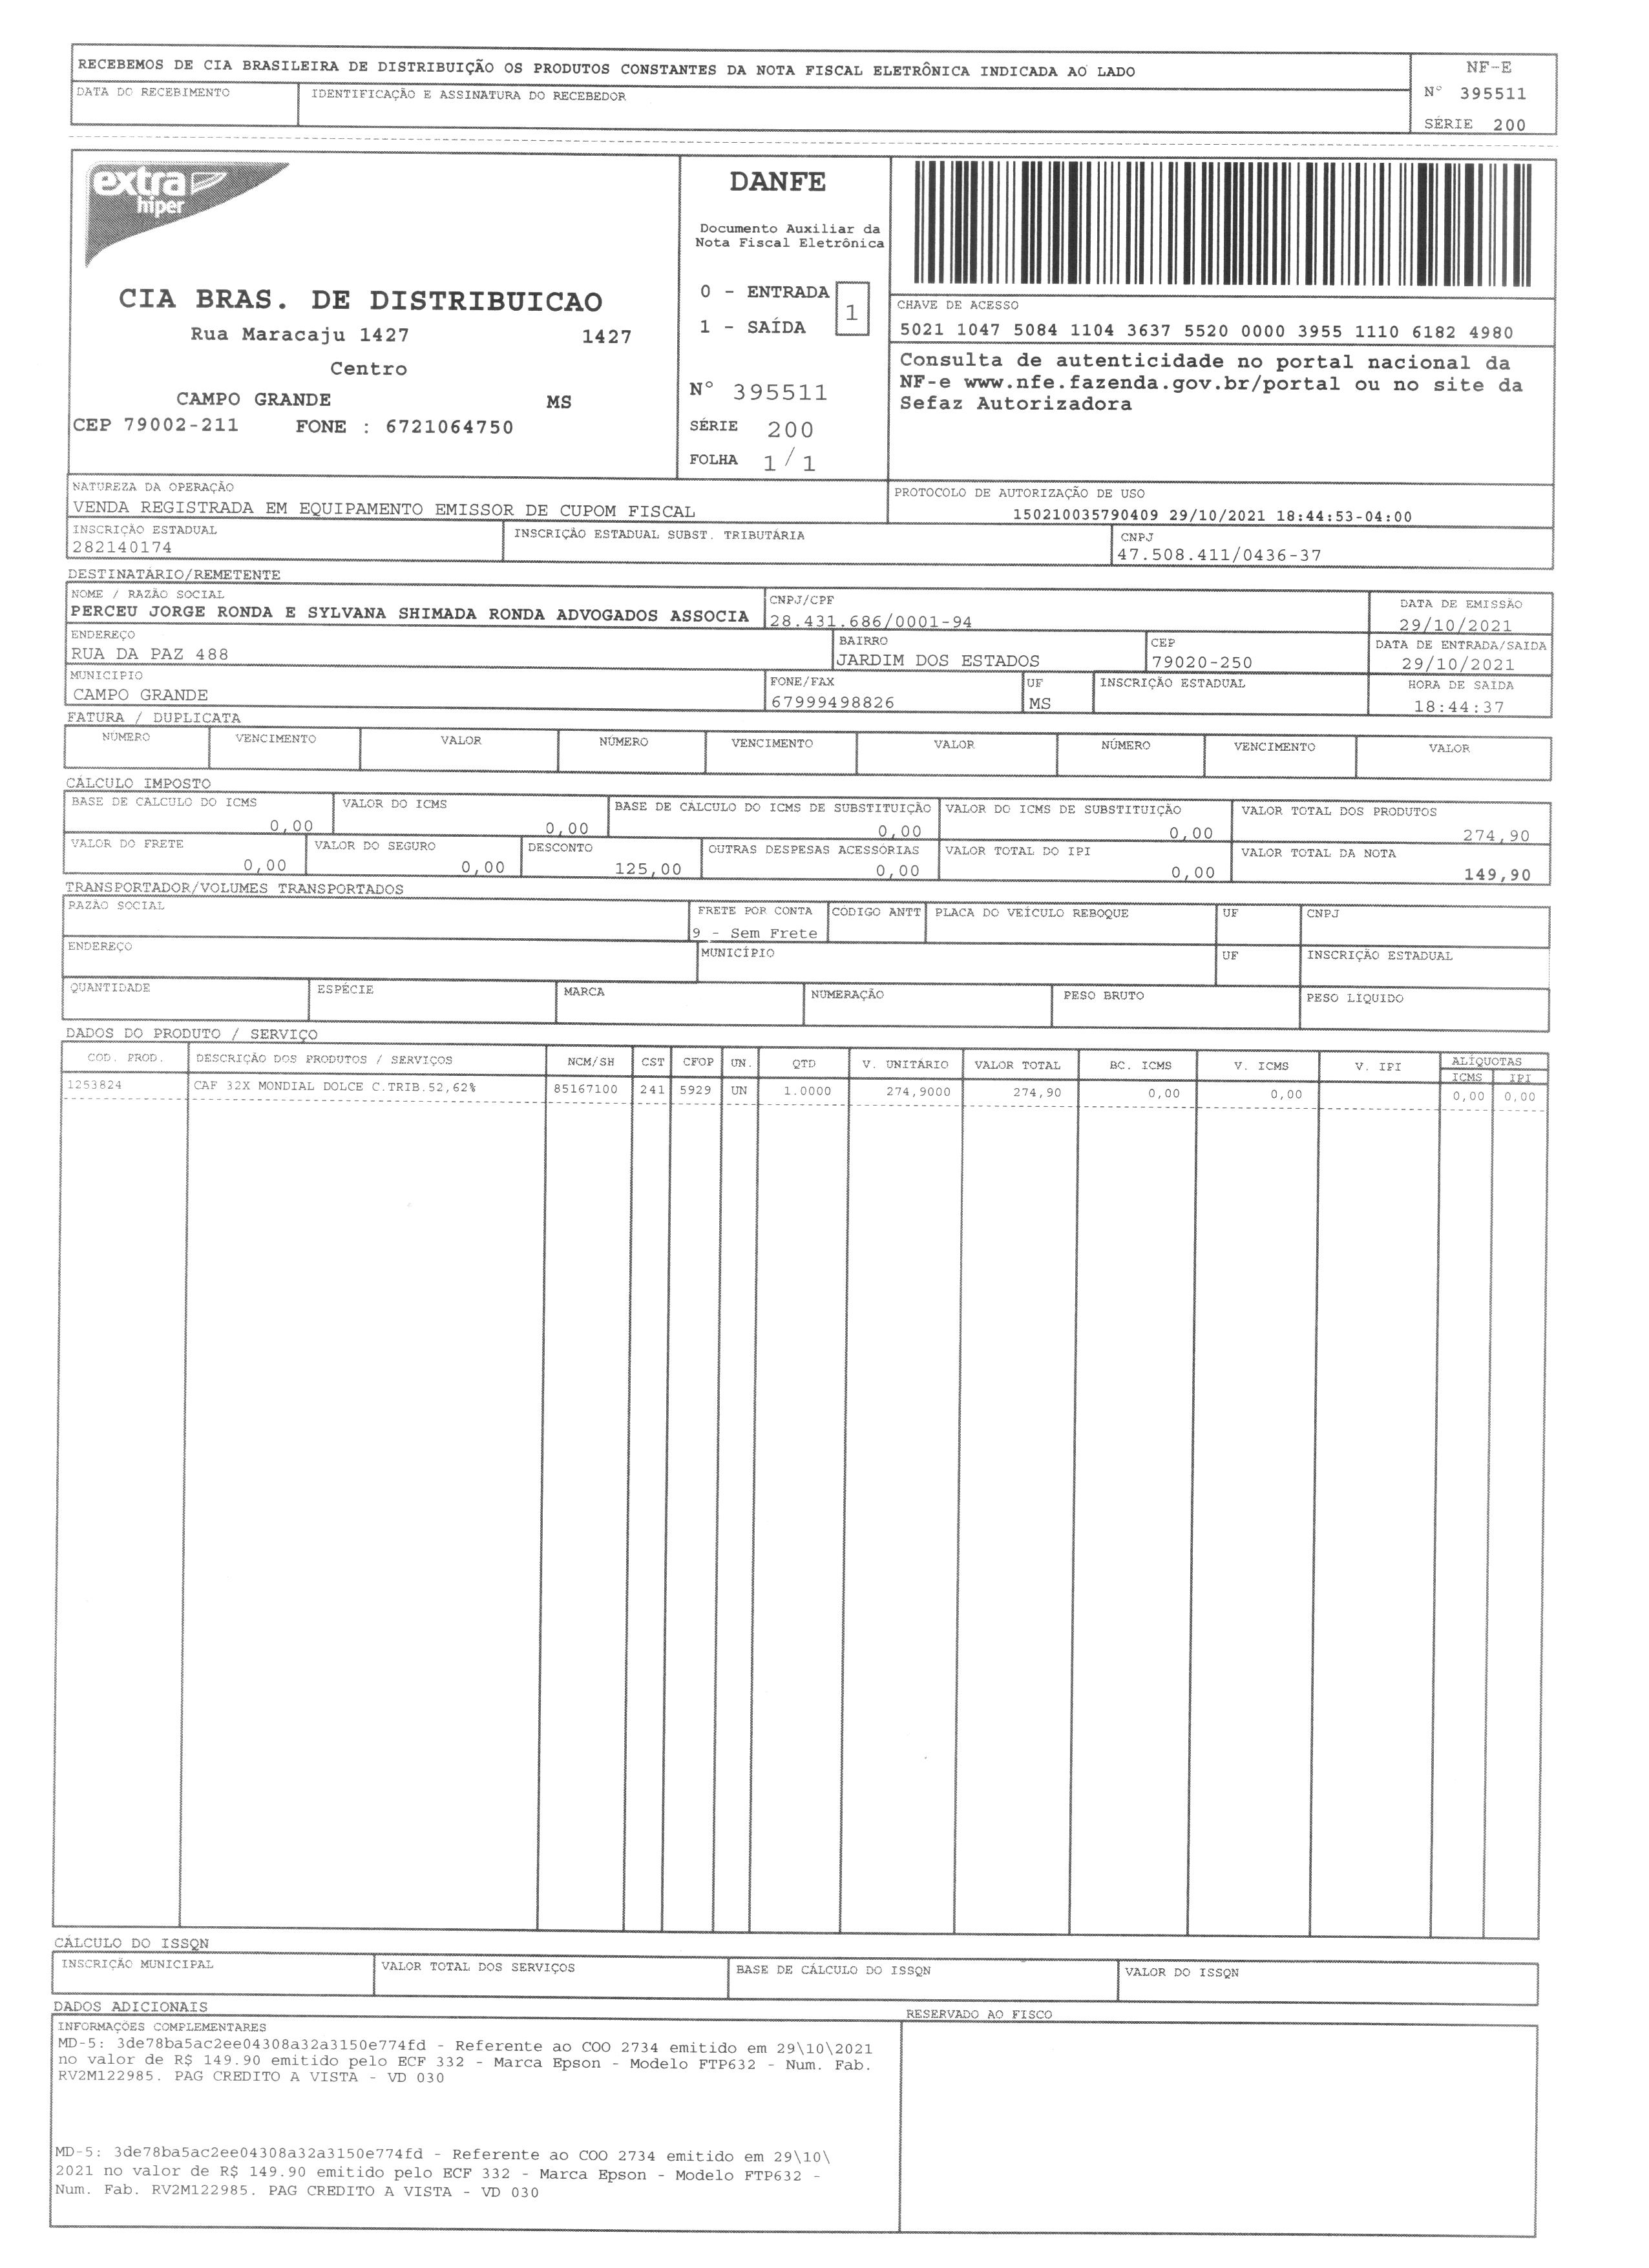 RECEBEMOS DE CIA BRASILEIRA DE DISTRIBUIÇÃO OS PRODUTOS CONSTANTES DA NOTA FISCAL ELETRÔNICA INDICADA AO LADO
NF-E
Nº 395511
SÉRIE 200
DATA DO RECEBIMENTO
IDENTIFICAÇÃO E ASSINATURA DO RECEBEDOR
extra
hiper
CIA BRAS. DE DISTRIBUICAO
Rua Maracaju 1427 1427
Centro
CAMPO GRANDE MS
CEP 79002-211 FONE : 6721064750
DANFE
Documento Auxiliar da
Nota Fiscal Eletrônica
0 - ENTRADA
1 - SAÍDA
1
N° 395511
SÉRIE 200
FOLHA 1/1
CHAVE DE ACESSO
5021 1047 5084 1104 3637 5520 0000 3955 1110 6182 4980
Consulta de autenticidade no portal nacional da
NF-e www.nfe.fazenda.gov.br/portal ou no site da
Sefaz Autorizadora
NATUREZA DA OPERAÇÃO
VENDA REGISTRADA EM EQUIPAMENTO EMISSOR DE CUPOM FISCAL
PROTOCOLO DE AUTORIZAÇÃO DE USO
150210035790409 29/10/2021 18:44:53-04:00
INSCRIÇÃO ESTADUAL
282140174
INSCRIÇÃO ESTADUAL SUBST. TRIBUTÁRIA
CNPJ
47.508.411/0436-37
DESTINATÁRIO/REMETENTE
NOME / RAZÃO SOCIAL
PERCEU JORGE RONDA E SYLVANA SHIMADA RONDA ADVOGADOS ASSOCIA
CNPJ/CPF
28.431.686/0001-94
DATA DE EMISSÃO
29/10/2021
ENDEREÇO
RUA DA PAZ 488
BAIRRO
JARDIM DOS ESTADOS
CEP
79020-250
DATA DE ENTRADA/SAIDA
29/10/2021
MUNICIPIO
CAMPO GRANDE
FONE/FAX
67999498826
UF
MS
INSCRIÇÃO ESTADUAL
HORA DE SAIDA
18:44:37
FATURA / DUPLICATA
NÚMERO VENCIMENTO VALOR NÚMERO VENCIMENTO VALOR NÚMERO VENCIMENTO VALOR
CÁLCULO IMPOSTO
BASE DE CÁLCULO DO ICMS
0,00
VALOR DO ICMS
0,00
BASE DE CÁLCULO DO ICMS DE SUBSTITUIÇÃO
0,00
VALOR DO ICMS DE SUBSTITUIÇÃO
0,00
VALOR TOTAL DOS PRODUTOS
274,90
VALOR DO FRETE
0,00
VALOR DO SEGURO
0,00
DESCONTO
125,00
OUTRAS DESPESAS ACESSÓRIAS
0,00
VALOR TOTAL DO IPI
0,00
VALOR TOTAL DA NOTA
149,90
TRANSPORTADOR/VOLUMES TRANSPORTADOS
RAZÃO SOCIAL
FRETE POR CONTA
9 - Sem Frete
CÓDIGO ANTT
PLACA DO VEÍCULO REBOQUE
UF
CNPJ
ENDEREÇO
MUNICÍPIO
UF
INSCRIÇÃO ESTADUAL
QUANTIDADE ESPÉCIE MARCA NUMERAÇÃO PESO BRUTO PESO LÍQUIDO
DADOS DO PRODUTO / SERVIÇO
COD. PROD. DESCRIÇÃO DOS PRODUTOS / SERVIÇOS NCM/SH CST CFOP UN. QTD V. UNITÁRIO VALOR TOTAL BC. ICMS V. ICMS V. IPI ALÍQUOTAS
ICMS IPI
1253824 CAF 32X MONDIAL DOLCE C.TRIB.52,62% 85167100 241 5929 UN 1.0000 274,9000 274,90 0,00 0,00 0,00 0,00
CÁLCULO DO ISSQN
INSCRIÇÃO MUNICIPAL VALOR TOTAL DOS SERVIÇOS BASE DE CÁLCULO DO ISSQN VALOR DO ISSQN
DADOS ADICIONAIS
RESERVADO AO FISCO
INFORMAÇÕES COMPLEMENTARES
MD-5: 3de78ba5ac2ee04308a32a3150e774fd - Referente ao COO 2734 emitido em 29\10\2021
no valor de R$ 149.90 emitido pelo ECF 332 - Marca Epson - Modelo FTP632 - Num. Fab.
RV2M122985. PAG CREDITO A VISTA - VD 030
MD-5: 3de78ba5ac2ee04308a32a3150e774fd - Referente ao COO 2734 emitido em 29\10\
2021 no valor de R$ 149.90 emitido pelo ECF 332 - Marca Epson - Modelo FTP632 -
Num. Fab. RV2M122985. PAG CREDITO A VISTA - VD 030